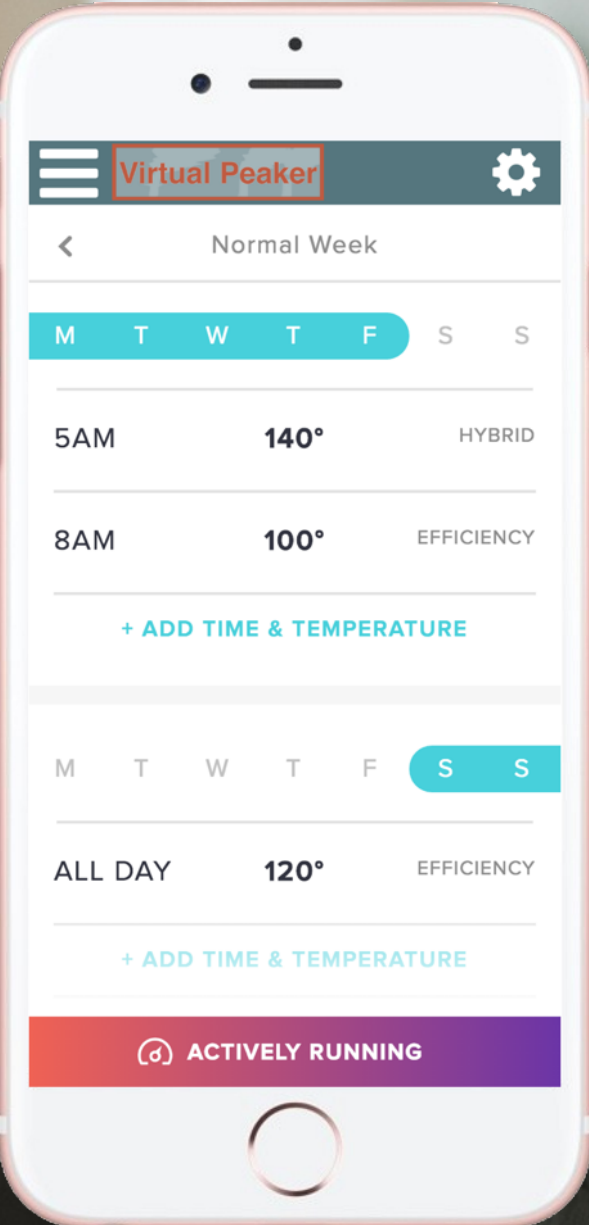 Virtual Peaker
Normal Week
M T W T F S S
5AM 140° HYBRID
8AM 100° EFFICIENCY
+ ADD TIME & TEMPERATURE
M T W T F S S
ALL DAY 120° EFFICIENCY
+ ADD TIME & TEMPERATURE
ACTIVELY RUNNING